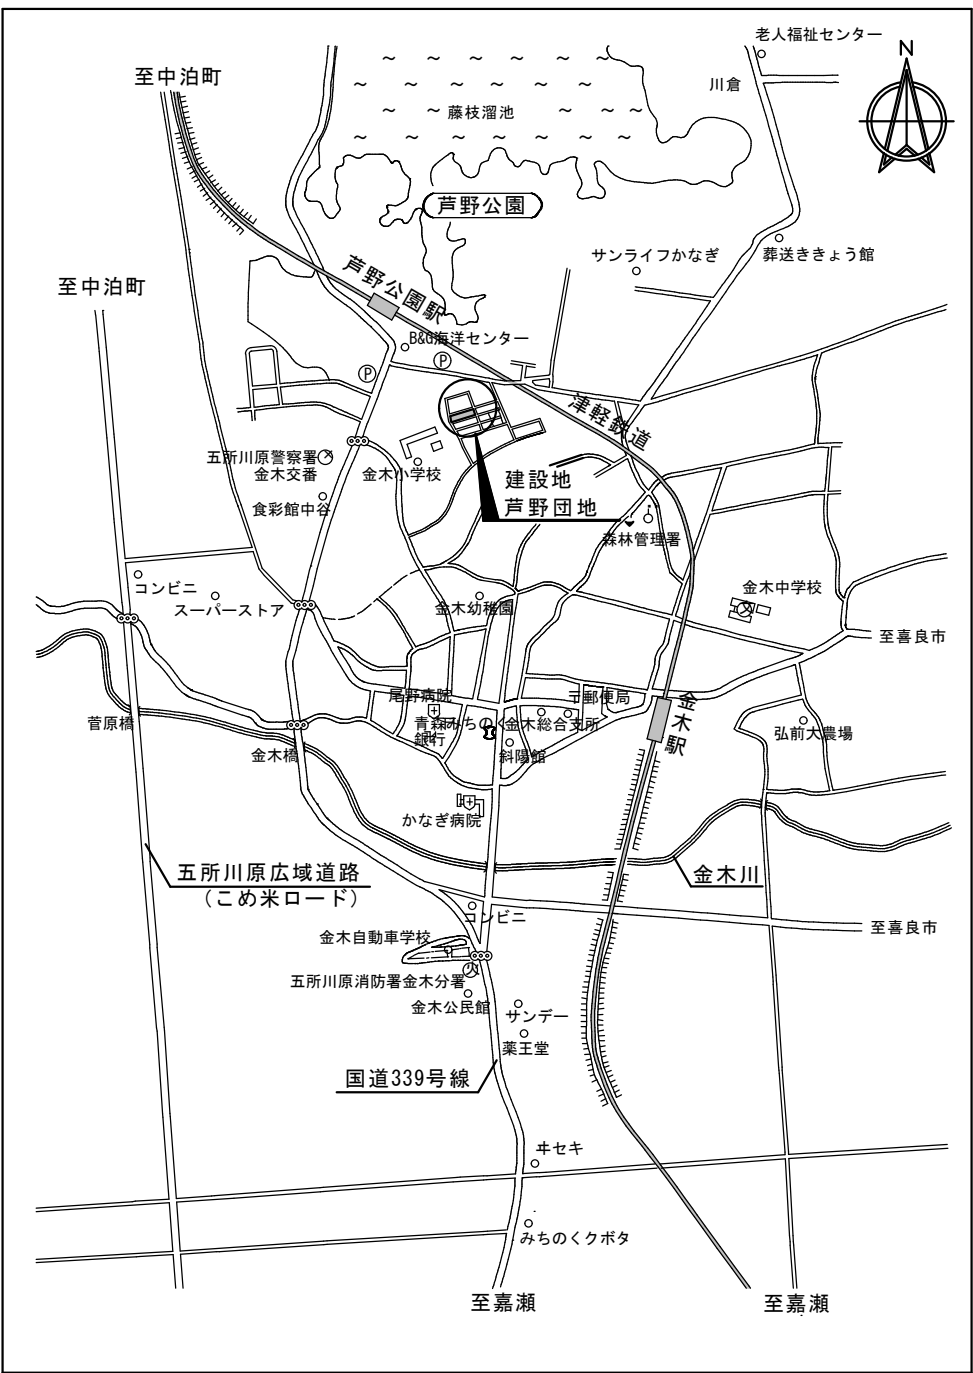 老人福祉センター
N
至中泊町
川倉
藤枝溜池
芦野公園
サンライフかなぎ
葬送ききょう館
至中泊町
芦野公園駅
B&G海洋センター
P
P
津軽鉄道
五所川原警察署
金木交番
金木小学校
建設地
芦野団地
食彩館中谷
森林管理署
コンビニ
スーパーストア
金木幼稚園
金木中学校
至喜良市
尾野病院
〒郵便局
菅原橋
青森みちのく
銀行
金木総合支所
金木駅
弘前大農場
金木橋
斜陽館
かなぎ病院
五所川原広域道路
(こめ米ロード)
金木川
コンビニ
至喜良市
金木自動車学校
五所川原消防署金木分署
金木公民館
サンデー
薬王堂
国道339号線
ヰセキ
みちのくクボタ
至嘉瀬
至嘉瀬